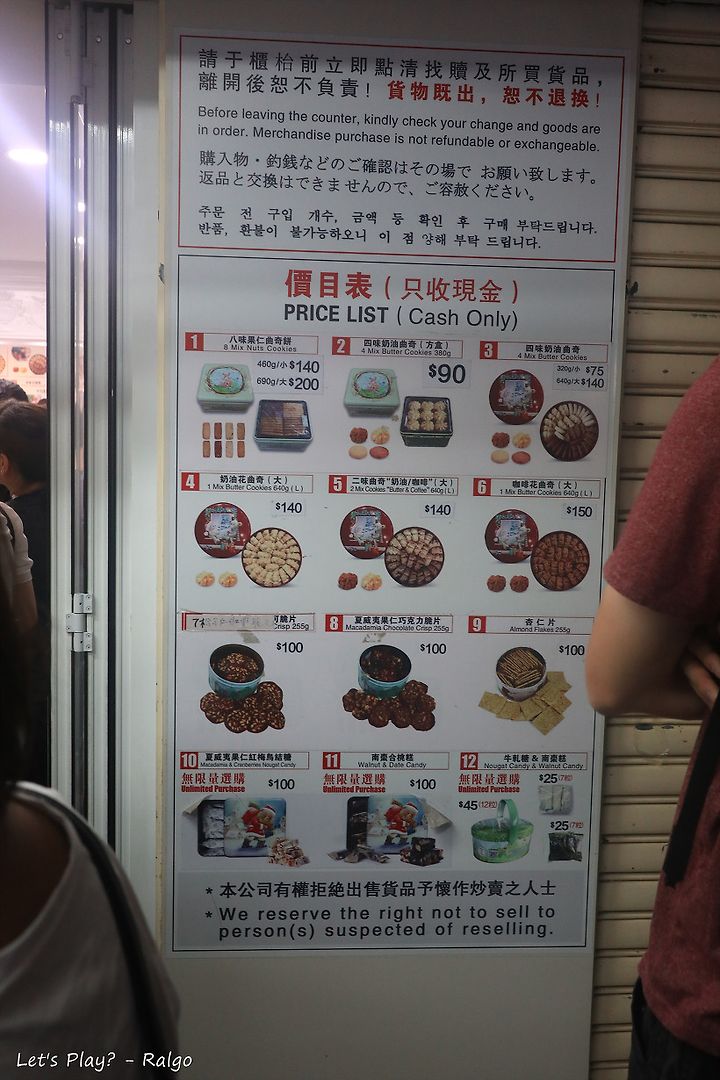 請于櫃枱前立即點清找贖及所買貨品，
離開後恕不負責！貨物既出，恕不退換！
Before leaving the counter, kindly check your change and goods are
in order. Merchandise purchase is not refundable or exchangeable.
購入物・釣銭などのご確認はその場で お願い致します。
返品と交換はできませんので、ご容赦ください。
주문 전 구입 개수, 금액 등 확인 후 구매 부탁드립니다.
반품, 환불이 불가능하오니 이 점 양해 부탁 드립니다.
價目表 ( 只收現金 )
PRICE LIST ( Cash Only)
1 八味果仁曲奇餅
8 Mix Nuts Cookies
460g/小 $140
690g/大 $200
2 四味奶油曲奇 ( 方盒 )
4 Mix Butter Cookies 380g
$90
3 四味奶油曲奇
4 Mix Butter Cookies
320g/小 $75
640g/大 $140
4 奶油花曲奇 ( 大 )
1 Mix Butter Cookies 640g ( L )
$140
5 二味曲奇"奶油/咖啡" ( 大 )
2 Mix Cookies "Butter & Coffee" 640g ( L )
$140
6 咖啡花曲奇 ( 大 )
1 Mix Butter Cookies 640g ( L )
$150
7 脆片
Crisp 255g
$100
8 夏威夷果仁巧克力脆片
Macadamia Chocolate Crisp 255g
$100
9 杏仁片
Almond Flakes 255g
$100
10 夏威夷果仁紅梅鳥結糖
Macadamia & Cranberries Nougat Candy
無限量選購
Unlimited Purchase
$100
11 南棗合桃糕
Walnut & Date Candy
無限量選購
Unlimited Purchase
$100
12 牛軋糖 & 南棗糕
Nougat Candy & Walnut Candy
無限量選購
Unlimited Purchase
$25 (7粒)
$45 (12粒)
$25 (7粒)
* 本公司有權拒絕出售貨品予懷作炒賣之人士
* We reserve the right not to sell to
person(s) suspected of reselling.
Let's Play? - Ralgo